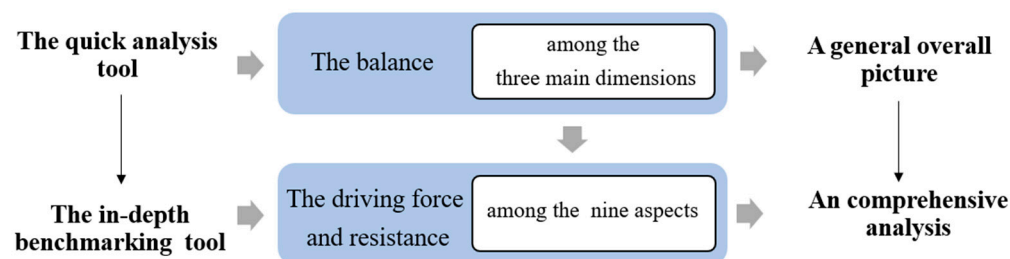 The quick analysis
tool
The balance
among the
three main dimensions
A general overall
picture
The in-depth
benchmarking tool
The driving force
and resistance
among the nine aspects
An comprehensive
analysis